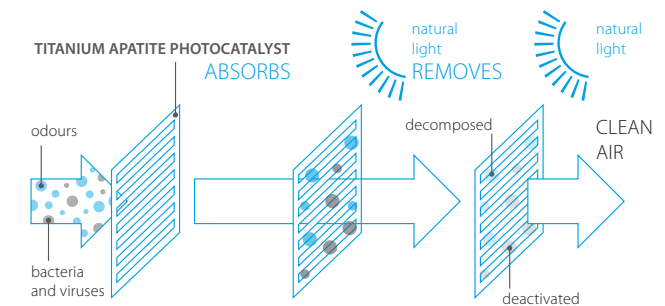 natural
light
natural
light
TITANIUM APATITE PHOTOCATALYST
ABSORBS
REMOVES
odours
decomposed
CLEAN
AIR
bacteria
and viruses
deactivated